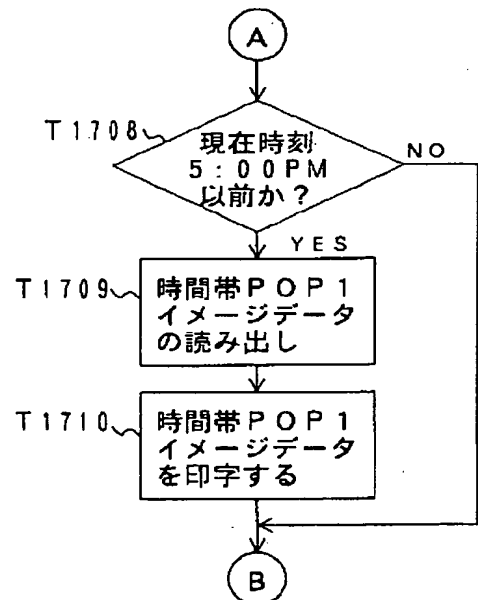 A
T1708
現在時刻
5:00PM
以前か?
NO
YES
T1709
時間帯POP1
イメージデータ
の読み出し
T1710
時間帯POP1
イメージデータ
を印字する
B